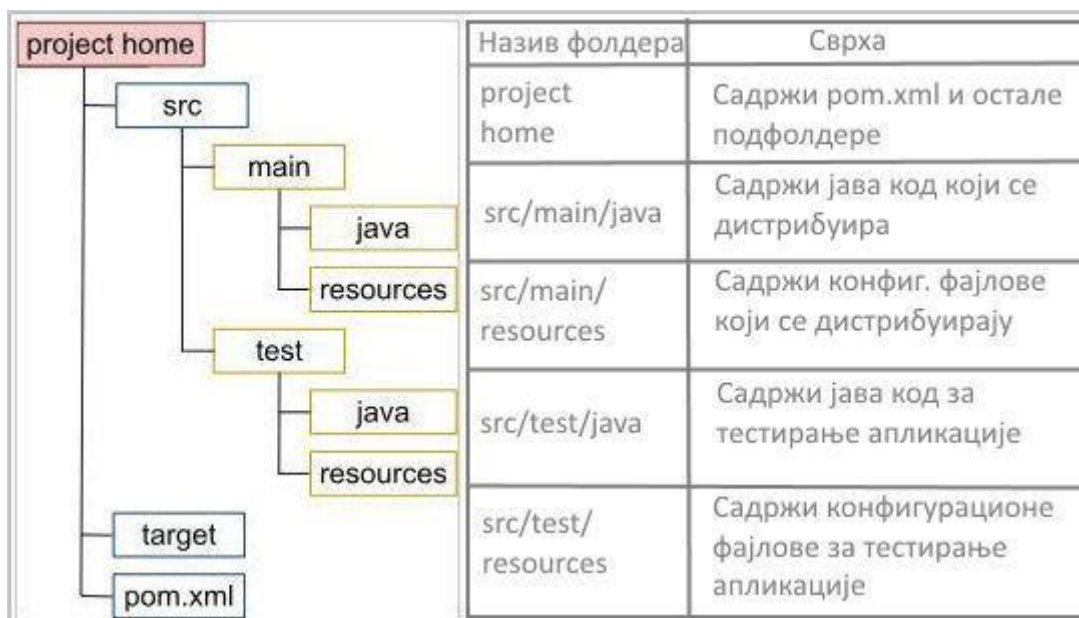 project home
src
main
java
resources
test
java
resources
target
pom.xml
Назив фолдера
Сврха
project
home
Садржи pom.xml и остале
подфолдере
src/main/java
Садржи јава код који се
дистрибуира
src/main/
resources
Садржи конфиг. фајлове
који се дистрибуирају
src/test/java
Садржи јава код за
тестирање апликације
src/test/
resources
Садржи конфигурационе
фајлове за тестирање
апликације